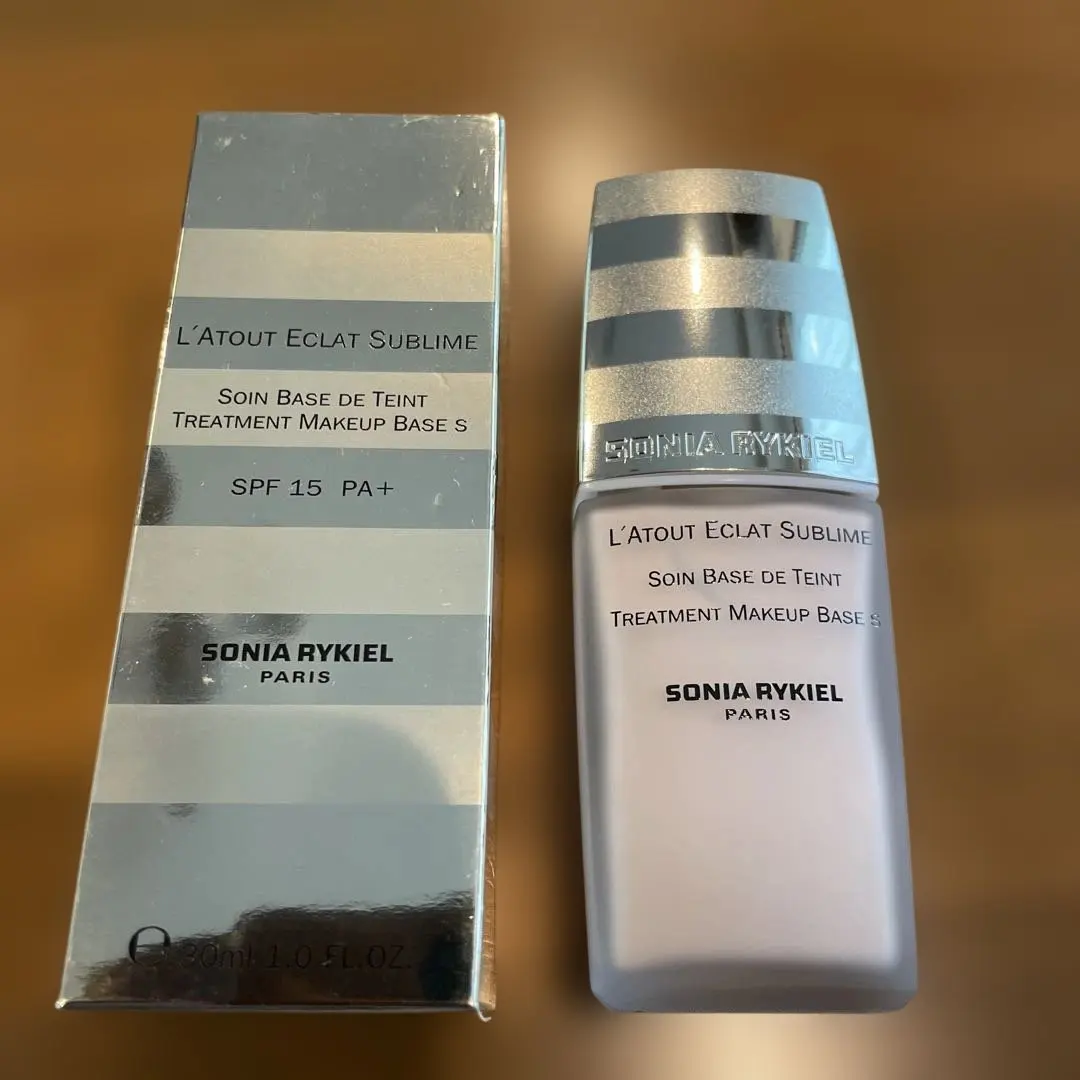 L´ATOUT ECLAT SUBLIME
SOIN BASE DE TEINT
TREATMENT MAKEUP BASE S
SPF 15 PA+
SONIA RYKIEL
PARIS
℮ 30ml 1.0 FL.OZ.
SONIA RYKIEL
L´ATOUT ECLAT SUBLIME
SOIN BASE DE TEINT
TREATMENT MAKEUP BASE S
SONIA RYKIEL
PARIS